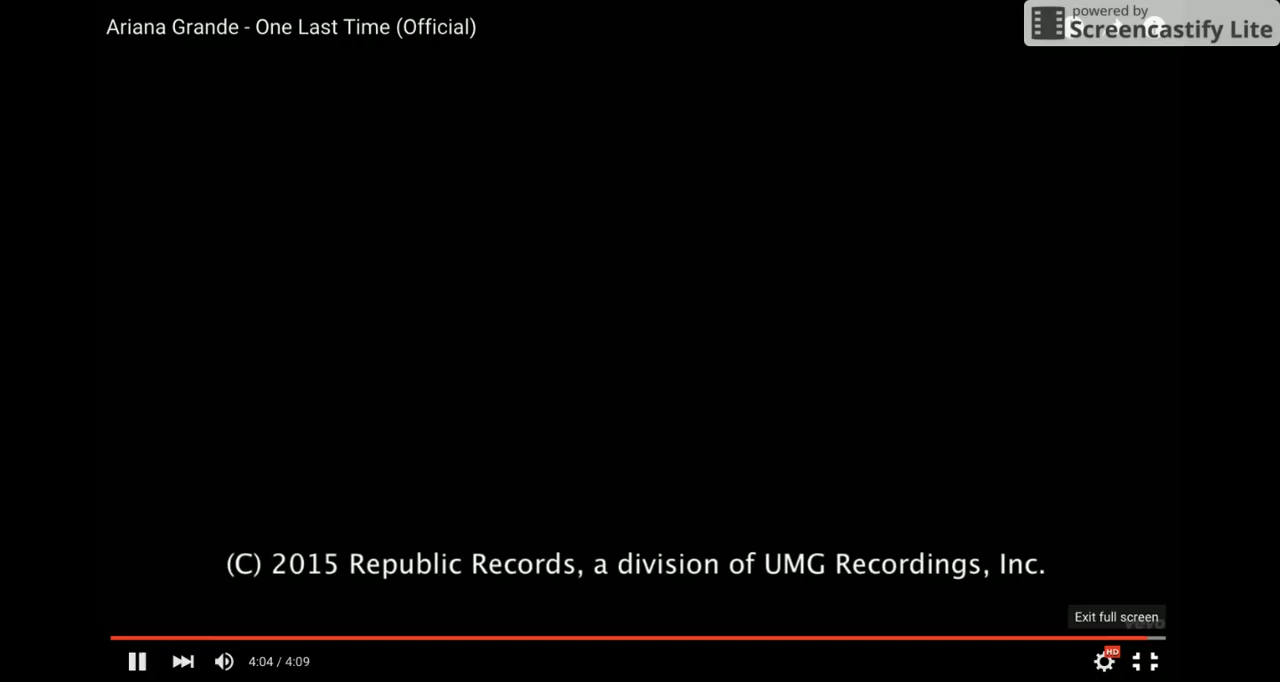 Ariana Grande - One Last Time (Official)
powered by
Screencastify Lite
(C) 2015 Republic Records, a division of UMG Recordings, Inc.
Exit full screen
vevo
HD
4:04 / 4:09